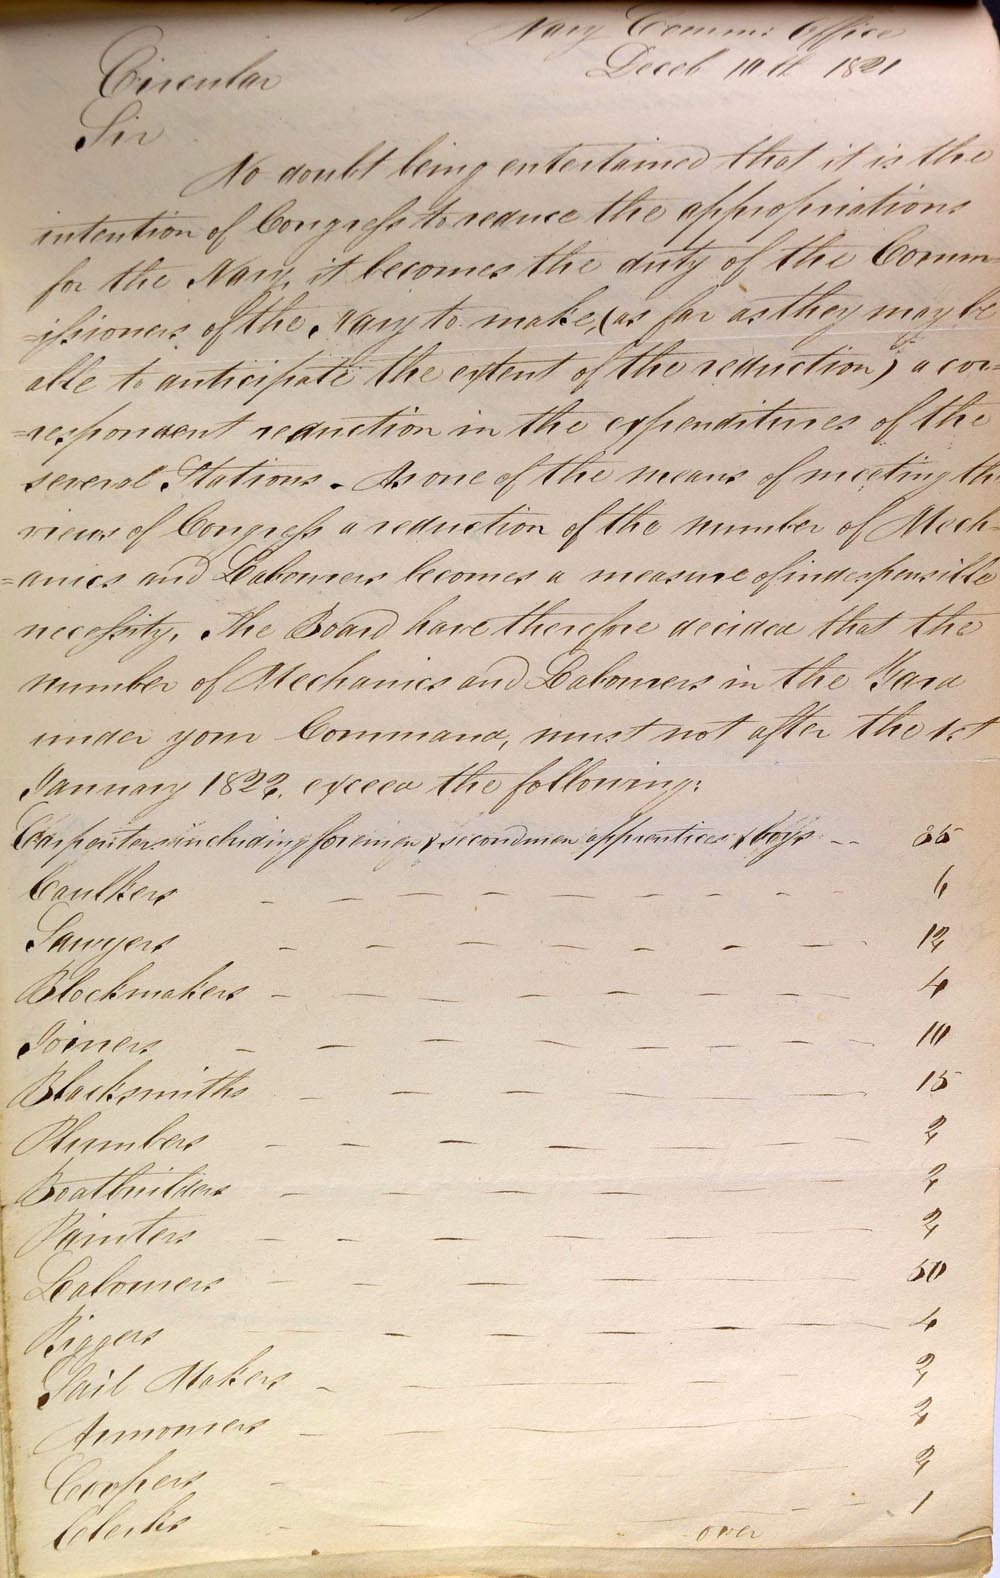 Navy Comms: Office
Circular
Deceb 10th 1821
Sir
No doubt being entertained that it is the
intention of Congress to reduce the appropriations
for the Navy, it becomes the duty of the Comm=
=issioners of the Navy to make, (as far as they may be
able to anticipate the extent of the reduction) a cor=
=respondent reduction in the expenditures of the
several Stations. As one of the means of meeting the
views of Congress a reduction of the number of Mech=
=anics and Labourers becomes a measure of indespensible
necessity. The Board have therefore decided that the
number of Mechanics and Labourers in the Yard
under your Command, must not after the 1st
January 1822. exceed the following:
Carpenters including foremen & secondmen apprentices & boys -- 35
Caulkers - - - - - - - - - 6
Sawyers - - - - - - - - 12
Blockmakers - - - - - - - - 4
Joiners - - - - - - - - 10
Blacksmiths - - - - - - 15
Plumbers - - - - - - - 2
Boatbuilders - - - - - - - 2
Painters - - - - - - - 2
Labourers - - - - - - - 50
Riggers - - - - - - - 4
Sail Makers - - - - - - 2
Armourers - - - - - 2
Coopers - - - - 2
Clerks - - - - - - 1
over